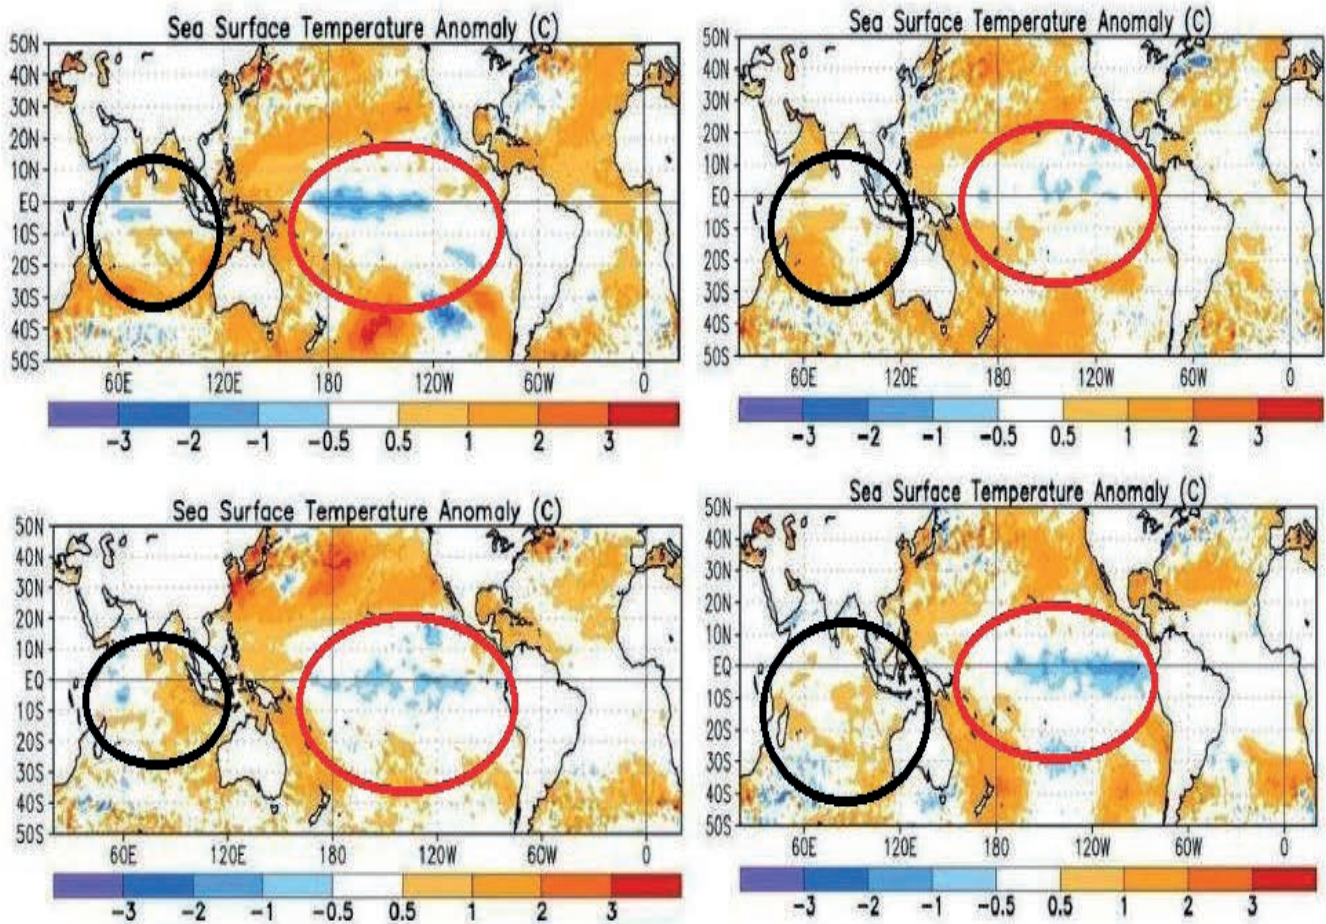 Sea Surface Temperature Anomaly (C)
50N
40N
30N
20N
10N
EQ
10S
20S
30S
40S
50S
60E 120E 180 120W 60W 0
-3 -2 -1 -0.5 0.5 1 2 3
Sea Surface Temperature Anomaly (C)
50N
40N
30N
20N
10N
EQ
10S
20S
30S
40S
50S
60E 120E 180 120W 60W 0
-3 -2 -1 -0.5 0.5 1 2 3
Sea Surface Temperature Anomaly (C)
50N
40N
30N
20N
10N
EQ
10S
20S
30S
40S
50S
60E 120E 180 120W 60W 0
-3 -2 -1 -0.5 0.5 1 2 3
Sea Surface Temperature Anomaly (C)
50N
40N
30N
20N
10N
EQ
10S
20S
30S
40S
50S
60E 120E 180 120W 60W 0
-3 -2 -1 -0.5 0.5 1 2 3